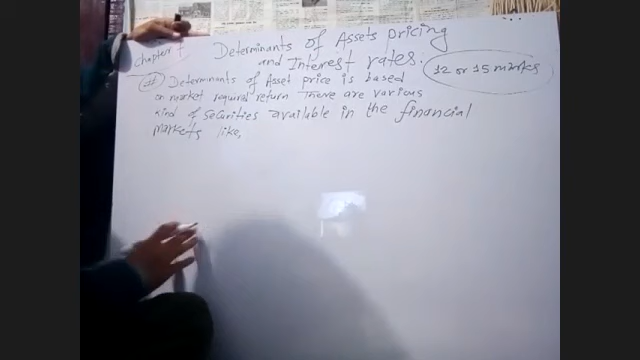 Chapter Determinants of Assets pricing
and Interest rates.
12 or 15 marks
Determinants of Asset price is based
on market required return There are various
kind of securities available in the financial
markets like,